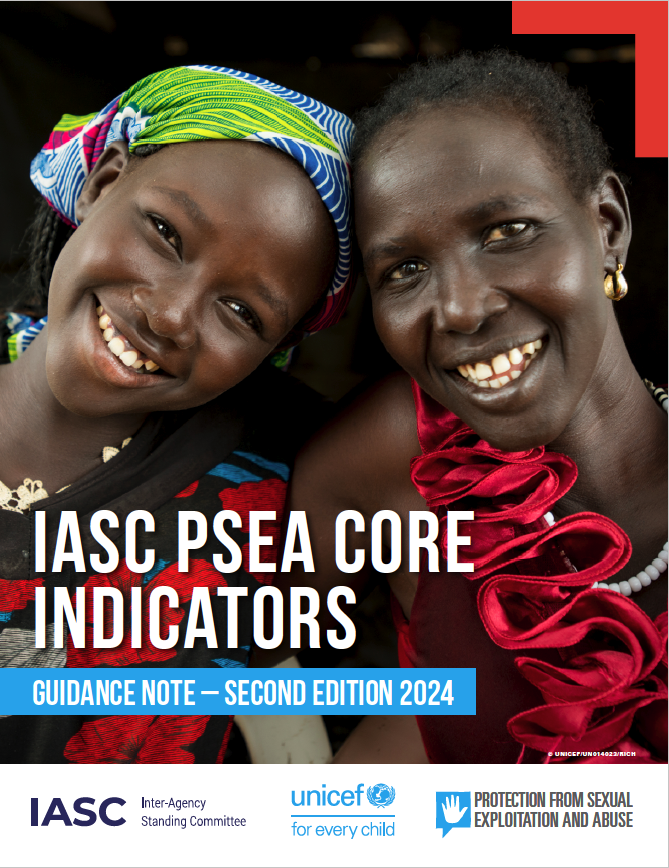 IASC PSEA CORE
INDICATORS
GUIDANCE NOTE – SECOND EDITION 2024
© UNICEF/UN014023/RICH
IASC
Inter-Agency
Standing Committee
unicef
for every child
PROTECTION FROM SEXUAL
EXPLOITATION AND ABUSE